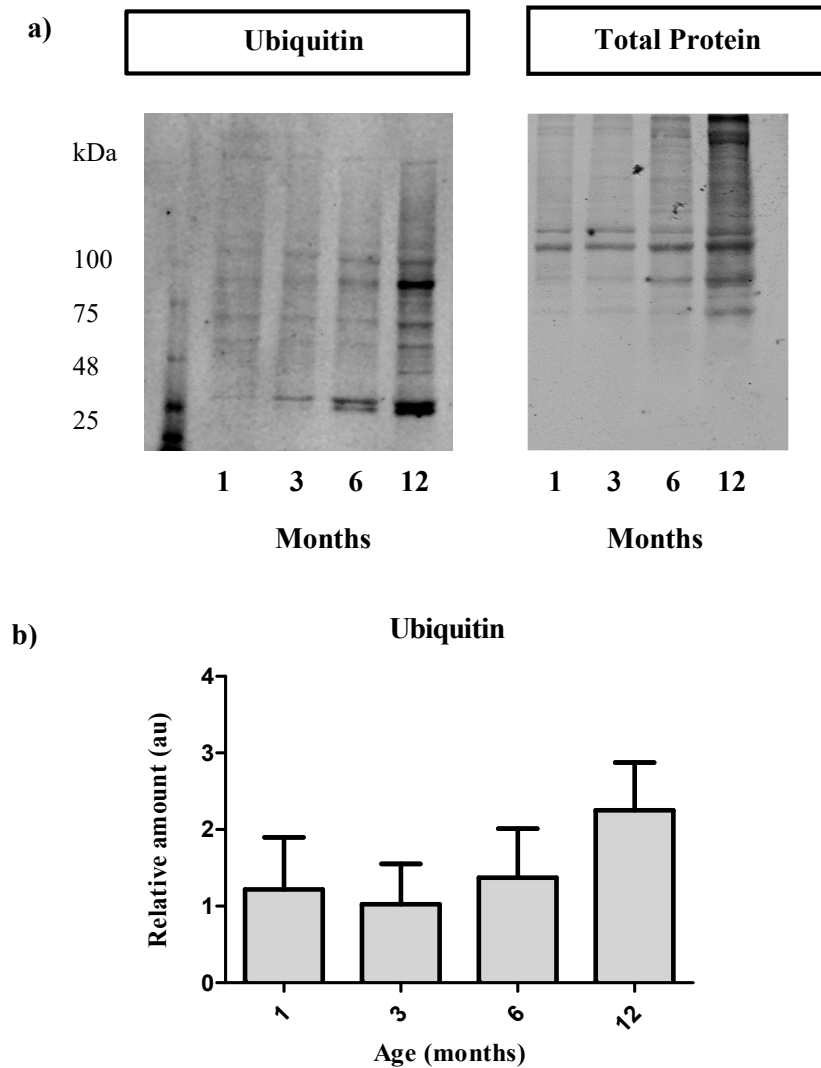 a)
Ubiquitin
Total Protein
kDa
100
75
48
25
1 3 6 12
Months
1 3 6 12
Months
b)
Ubiquitin
Relative amount (au)
4
3
2
1
0
1 3 6 12
Age (months)